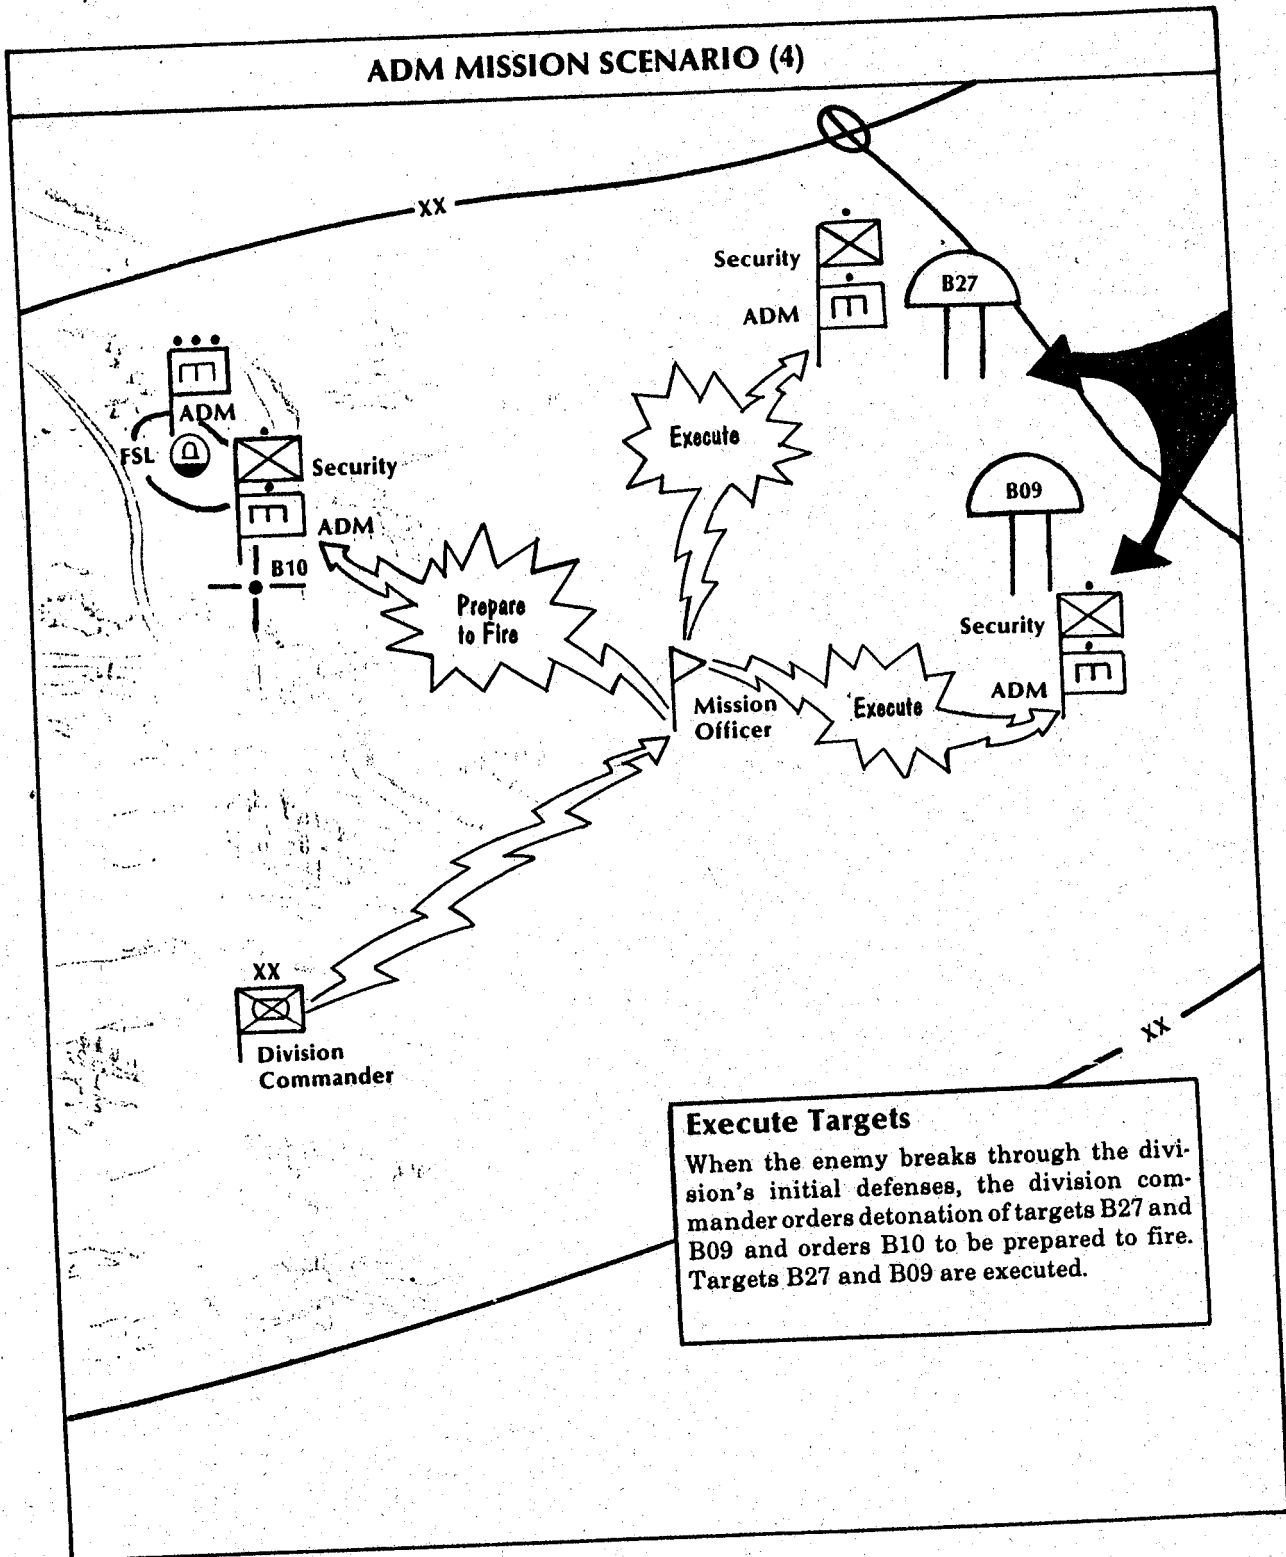 ADM MISSION SCENARIO (4)
XX
Security
ADM
B27
Execute
ADM
FSL
Security
ADM
B10
B09
Prepare
to Fire
Security
ADM
Execute
Mission
Officer
XX
Division
Commander
XX
Execute Targets
When the enemy breaks through the divi-
sion's initial defenses, the division com-
mander orders detonation of targets B27 and
B09 and orders B10 to be prepared to fire.
Targets B27 and B09 are executed.